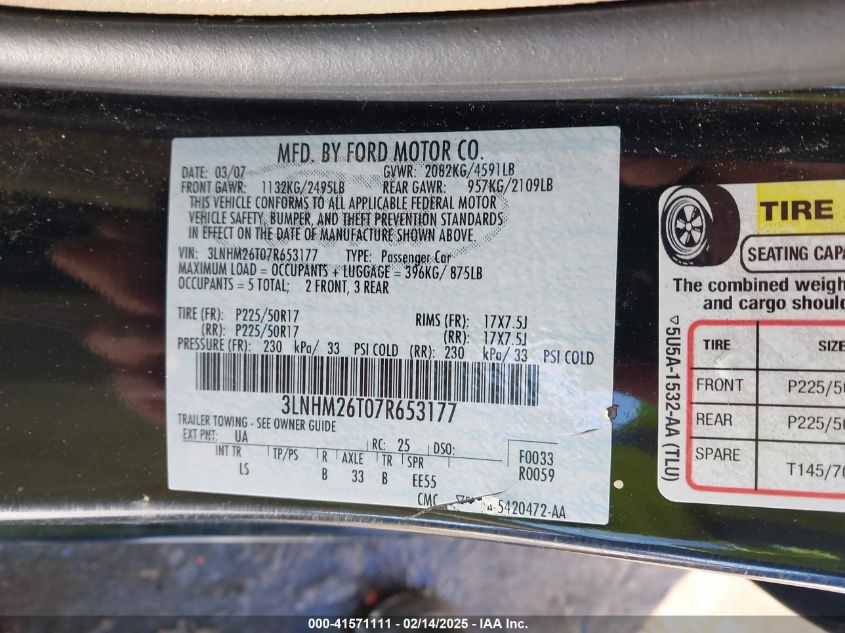 MFD. BY FORD MOTOR CO.
DATE: 03/07 GVWR: 2082KG/4591LB
FRONT GAWR: 1132KG/2495LB REAR GAWR: 957KG/2109LB
THIS VEHICLE CONFORMS TO ALL APPLICABLE FEDERAL MOTOR
VEHICLE SAFETY, BUMPER, AND THEFT PREVENTION STANDARDS
IN EFFECT ON THE DATE OF MANUFACTURE SHOWN ABOVE.
VIN: 3LNHM26T07R653177 TYPE: Passenger Car
MAXIMUM LOAD = OCCUPANTS + LUGGAGE = 396KG/ 875LB
OCCUPANTS = 5 TOTAL; 2 FRONT, 3 REAR
TIRE (FR): P225/50R17 RIMS (FR): 17X7.5J
(RR): P225/50R17 (RR): 17X7.5J
PRESSURE (FR): 230 kPa/ 33 PSI COLD (RR): 230 kPa/ 33 PSI COLD
3LNHM26T07R653177
TRAILER TOWING - SEE OWNER GUIDE
EXT PNT: UA RC: 25 DSO: F0033
INT TR TP/PS R AXLE TR SPR R0059
LS B 33 B EE55
CMC 5420472-AA
TIRE
SEATING CAPA
The combined weigh
and cargo shoul
TIRE SIZE
FRONT P225/50
REAR P225/50
SPARE T145/70
5U5A-1532-AA (TLU)
000-41571111 - 02/14/2025 - IAA Inc.